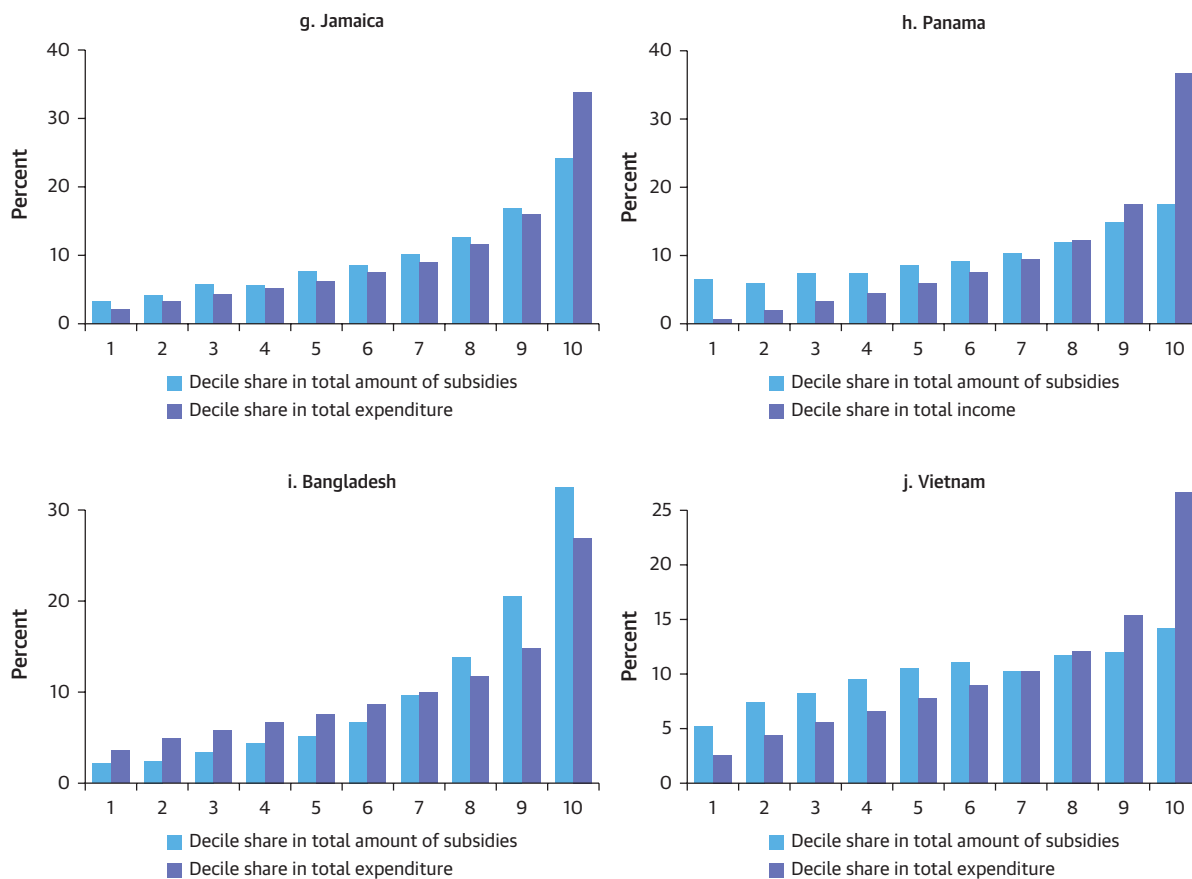 g. Jamaica
Percent
40
30
20
10
0
1 2 3 4 5 6 7 8 9 10
Decile share in total amount of subsidies
Decile share in total expenditure
h. Panama
Percent
40
30
20
10
0
1 2 3 4 5 6 7 8 9 10
Decile share in total amount of subsidies
Decile share in total income
i. Bangladesh
Percent
30
20
10
0
1 2 3 4 5 6 7 8 9 10
Decile share in total amount of subsidies
Decile share in total expenditure
j. Vietnam
Percent
25
20
15
10
5
0
1 2 3 4 5 6 7 8 9 10
Decile share in total amount of subsidies
Decile share in total expenditure